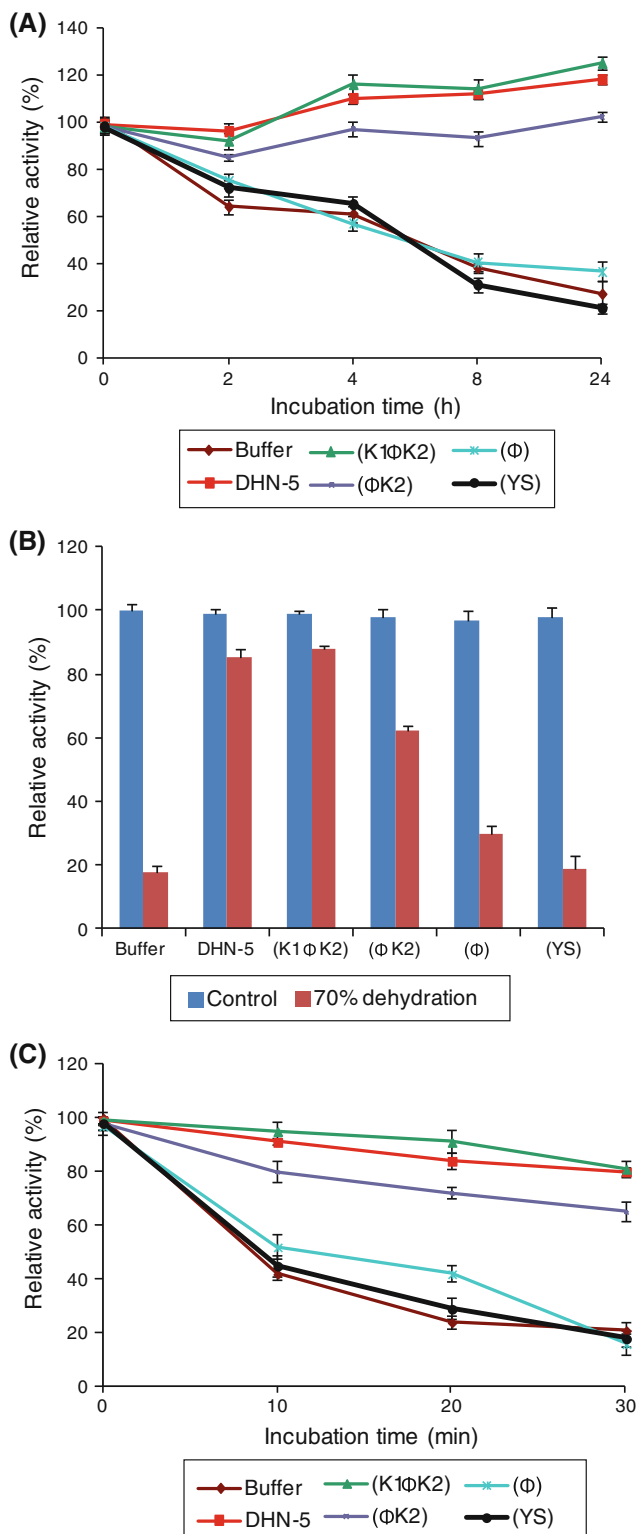 (A)
140
120
100
80
60
40
20
0
Relative activity (%)
0 2 4 8 24
Incubation time (h)
Buffer (K1ΦK2) (Φ)
DHN-5 (ΦK2) (YS)
(B)
120
100
80
60
40
20
0
Relative activity (%)
Buffer DHN-5 (K1Φ K2) (Φ K2) (Φ) (YS)
Control 70% dehydration
(C)
120
100
80
60
40
20
0
Relative activity (%)
0 10 20 30
Incubation time (min)
Buffer (K1ΦK2) (Φ)
DHN-5 (ΦK2) (YS)